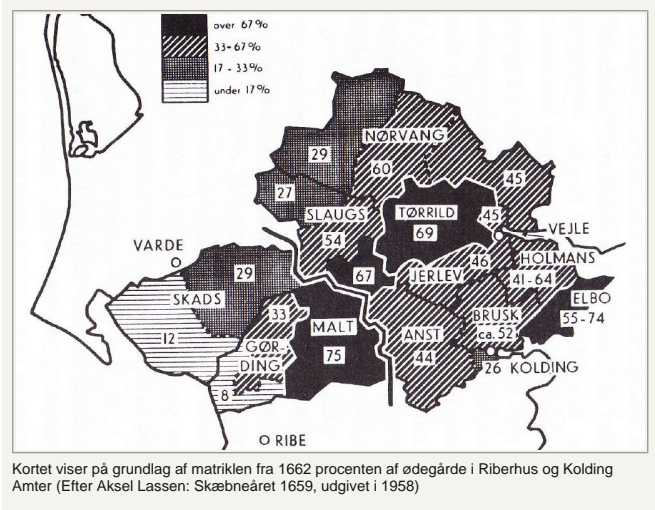 over 67%
33-67%
17 - 33%
under 17%
NØRVANG
29
60
27
45
SLAUGS
54
TØRRILD
69
45
VEJLE
VARDE
67
JERLEV
46
HOLMANS
41-64
29
SKADS
ELBO
55-74
33
MALT
75
BRUSK
ca. 52
12
GØR-
DING
ANST
44
26 KOLDING
8
RIBE
Kortet viser på grundlag af matriklen fra 1662 procenten af ødegårde i Riberhus og Kolding
Amter (Efter Aksel Lassen: Skæbneåret 1659, udgivet i 1958)